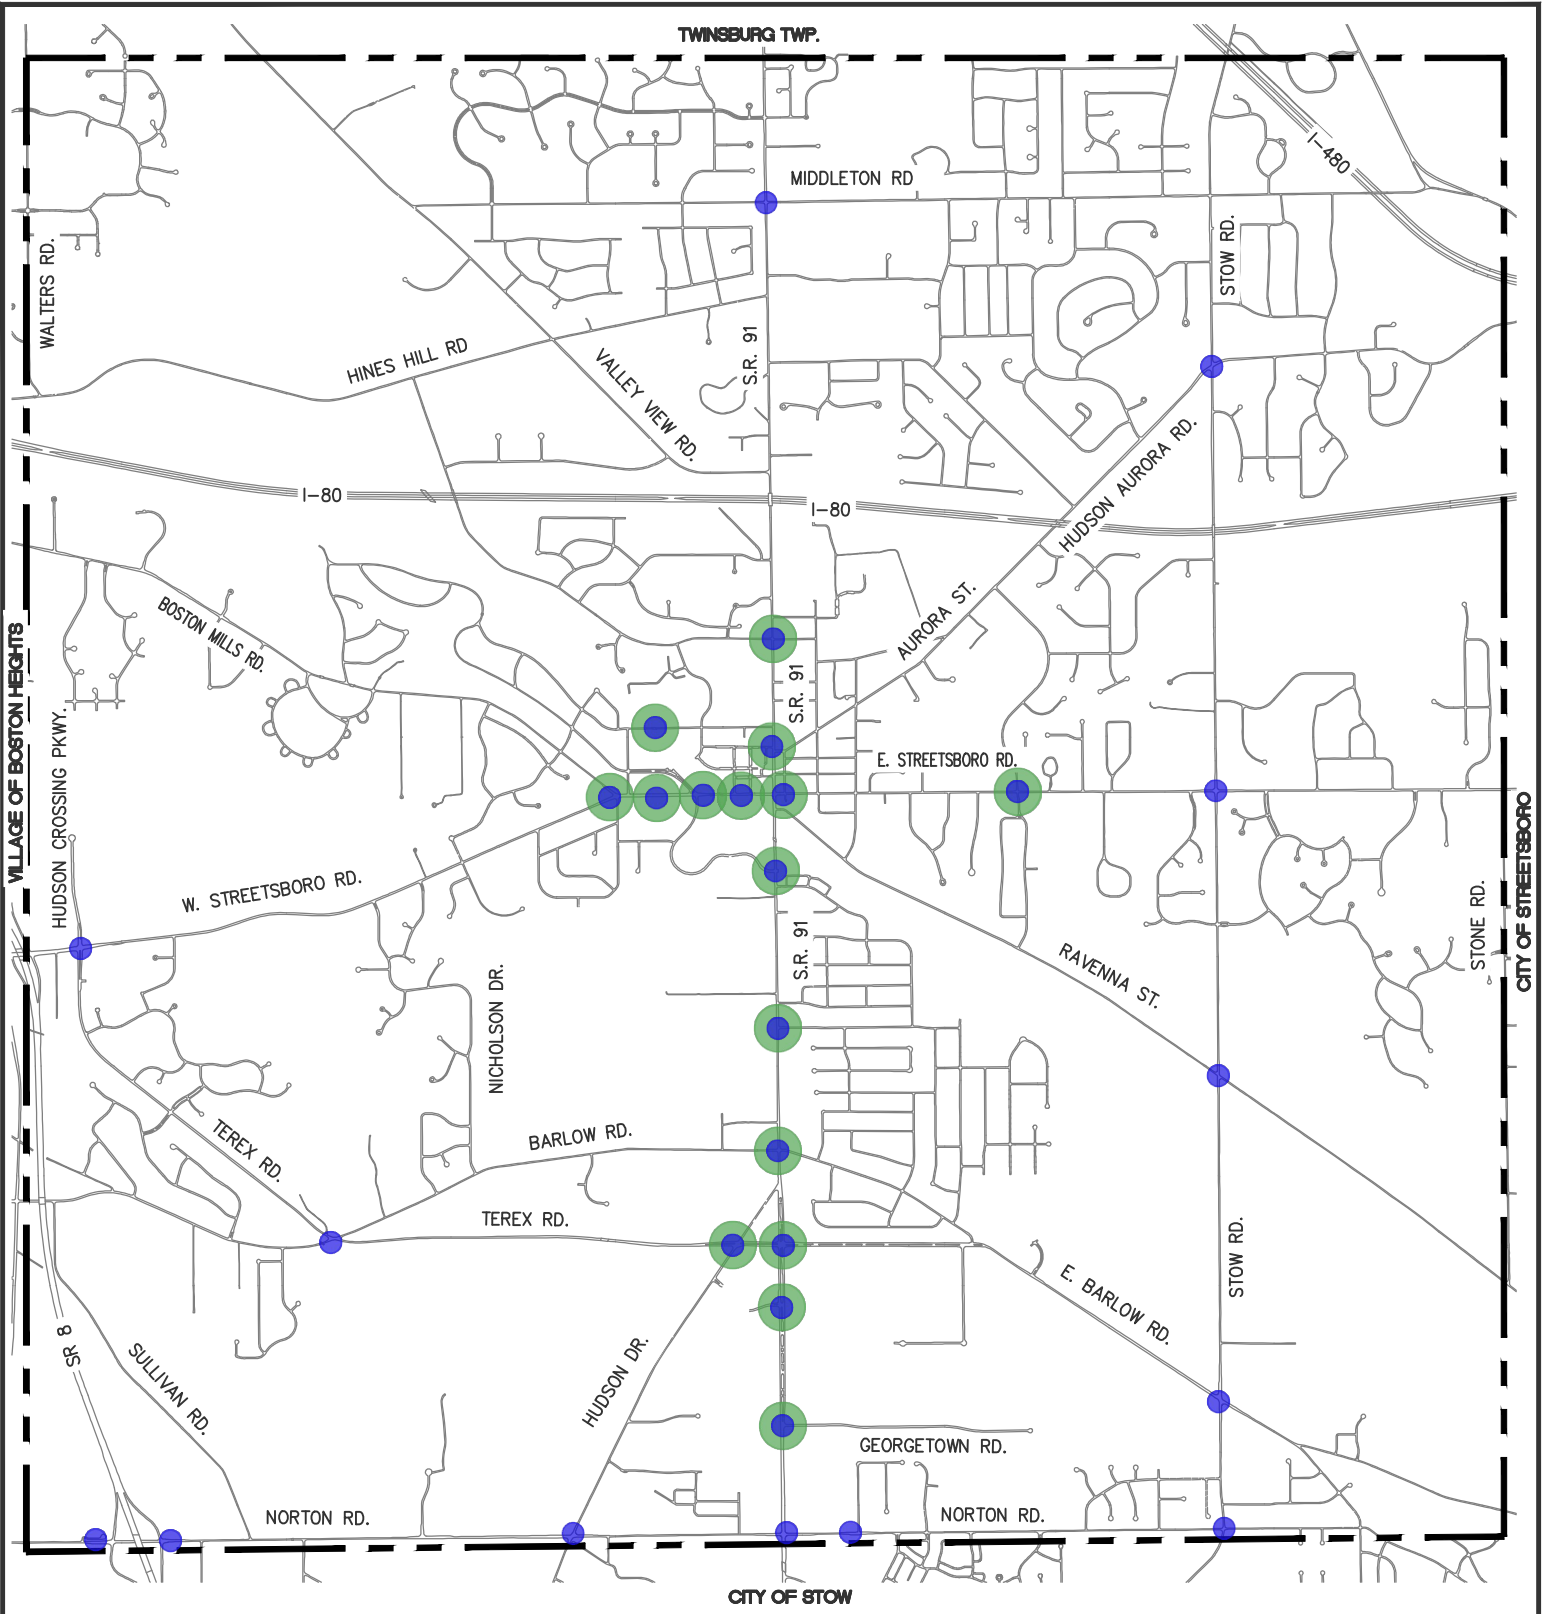 TWINSBURG TWP.
I-480
MIDDLETON RD
STOW RD.
WALTERS RD.
S.R. 91
HINES HILL RD
VALLEY VIEW RD.
HUDSON AURORA RD.
I-80
I-80
BOSTON MILLS RD.
AURORA ST.
VILLAGE OF BOSTON HEIGHTS
S.R. 91
HUDSON CROSSING PKWY.
E. STREETSBORO RD.
CITY OF STREETSBORO
W. STREETSBORO RD.
STONE RD.
S.R. 91
RAVENNA ST.
NICHOLSON DR.
TEREX RD.
BARLOW RD.
TEREX RD.
STOW RD.
E. BARLOW RD.
SR 8
SULLIVAN RD.
HUDSON DR.
GEORGETOWN RD.
NORTON RD.
NORTON RD.
CITY OF STOW